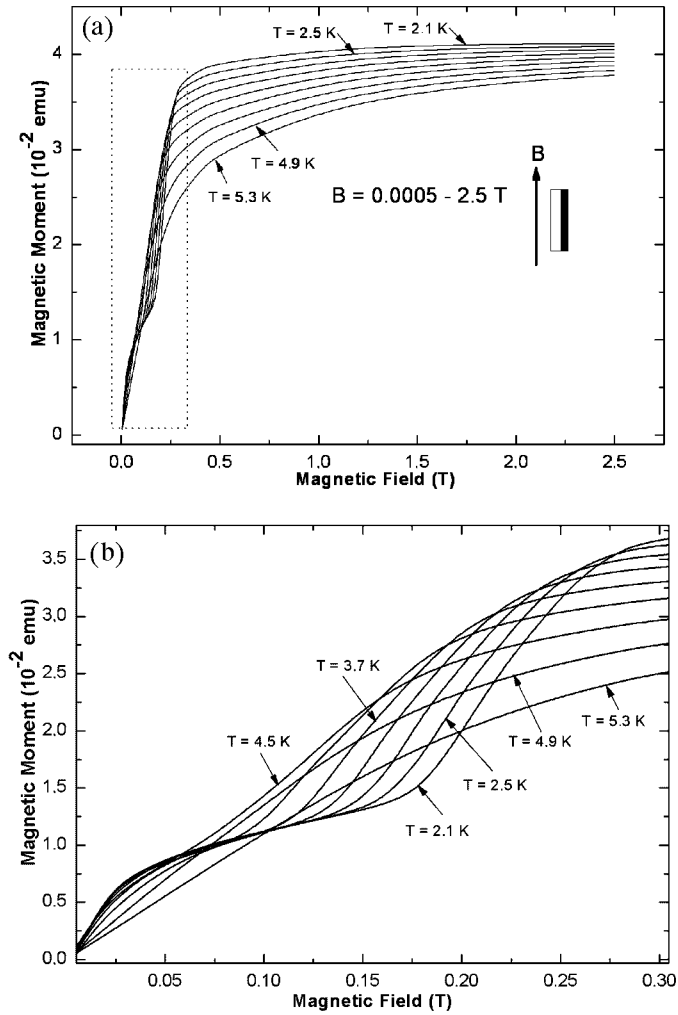 (a)
T = 2.5 K
T = 2.1 K
T = 4.9 K
T = 5.3 K
B = 0.0005 - 2.5 T
B
Magnetic Moment (10⁻² emu)
4
3
2
1
0
0.0 0.5 1.0 1.5 2.0 2.5
Magnetic Field (T)
(b)
T = 3.7 K
T = 4.5 K
T = 5.3 K
T = 4.9 K
T = 2.5 K
T = 2.1 K
Magnetic Moment (10⁻² emu)
3.5
3.0
2.5
2.0
1.5
1.0
0.5
0.0
0.05 0.10 0.15 0.20 0.25 0.30
Magnetic Field (T)